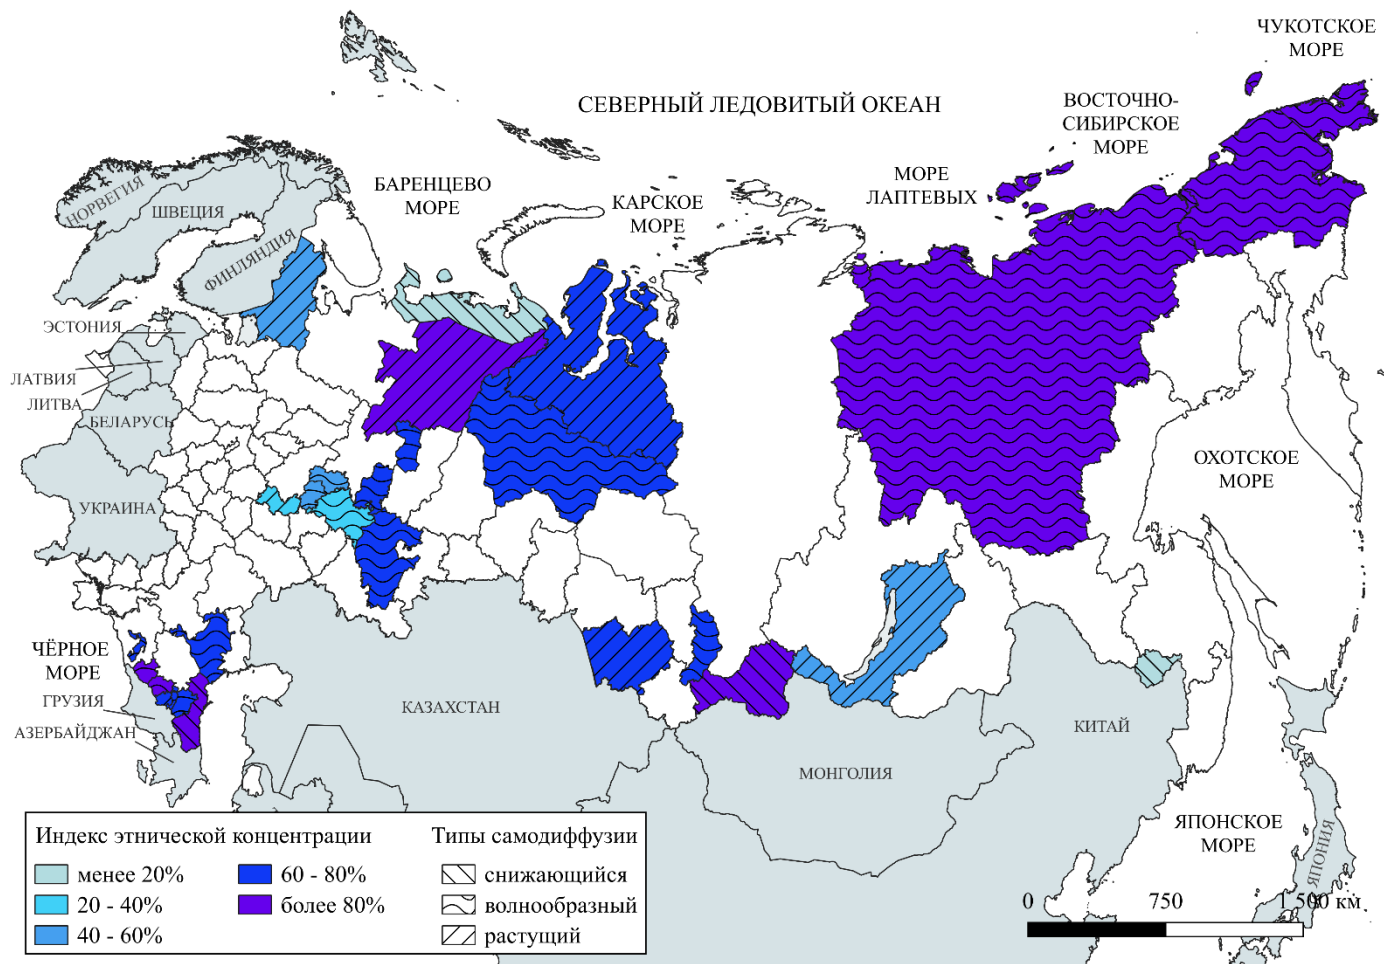 ЧУКОТСКОЕ
МОРЕ
СЕВЕРНЫЙ ЛЕДОВИТЫЙ ОКЕАН
ВОСТОЧНО-
СИБИРСКОЕ
МОРЕ
МОРЕ
ЛАПТЕВЫХ
БАРЕНЦЕВО
МОРЕ
КАРСКОЕ
МОРЕ
НОРВЕГИЯ
ШВЕЦИЯ
ФИНЛЯНДИЯ
ЭСТОНИЯ
ЛАТВИЯ
ЛИТВА
БЕЛАРУСЬ
УКРАИНА
ОХОТСКОЕ
МОРЕ
ЧЁРНОЕ
МОРЕ
ГРУЗИЯ
АЗЕРБАЙДЖАН
КАЗАХСТАН
МОНГОЛИЯ
КИТАЙ
ЯПОНСКОЕ
МОРЕ
ЯПОНИЯ
Индекс этнической концентрации
менее 20%
20 - 40%
40 - 60%
60 - 80%
более 80%
Типы самодиффузии
снижающийся
волнообразный
растущий
0 750 1 500 км